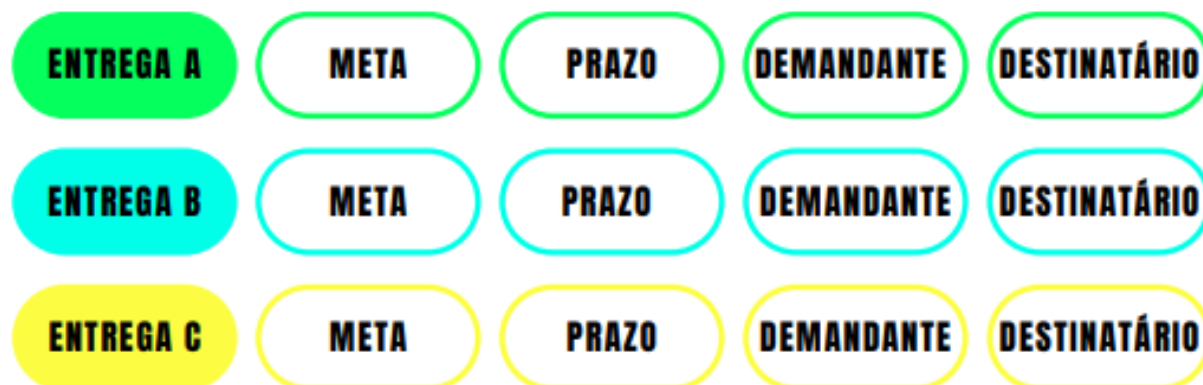 ENTREGA A META PRAZO DEMANDANTE DESTINATÁRIO
ENTREGA B META PRAZO DEMANDANTE DESTINATÁRIO
ENTREGA C META PRAZO DEMANDANTE DESTINATÁRIO